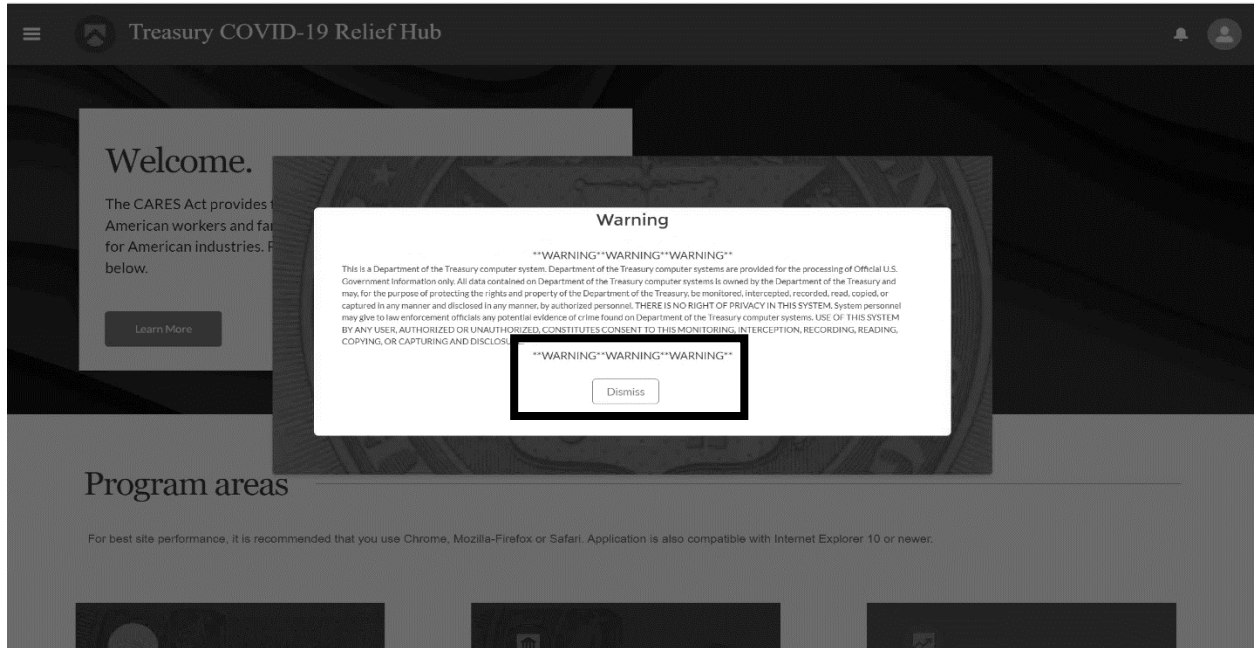 Treasury COVID-19 Relief Hub
Welcome.
The CARES Act provides
American workers and
for American industries.
below.
Learn More
Warning
**WARNING**WARNING**WARNING**
This is a Department of the Treasury computer system. Department of the Treasury computer systems are provided for the processing of Official U.S.
Government information only. All data contained on Department of the Treasury computer systems is owned by the Department of the Treasury and
may, for the purpose of protecting the rights and property of the Department of the Treasury, be monitored, intercepted, recorded, read, copied, or
captured in any manner and disclosed in any manner, by authorized personnel. THERE IS NO RIGHT OF PRIVACY IN THIS SYSTEM. System personnel
may give to law enforcement officials any potential evidence of crime found on Department of the Treasury computer systems. USE OF THIS SYSTEM
BY ANY USER, AUTHORIZED OR UNAUTHORIZED, CONSTITUTES CONSENT TO THIS MONITORING, INTERCEPTION, RECORDING, READING,
COPYING, OR CAPTURING AND
**WARNING**WARNING**WARNING**
Dismiss
Program areas
For best site performance, it is recommended that you use Chrome, Mozilla-Firefox or Safari. Application is also compatible with Internet Explorer 10 or newer.